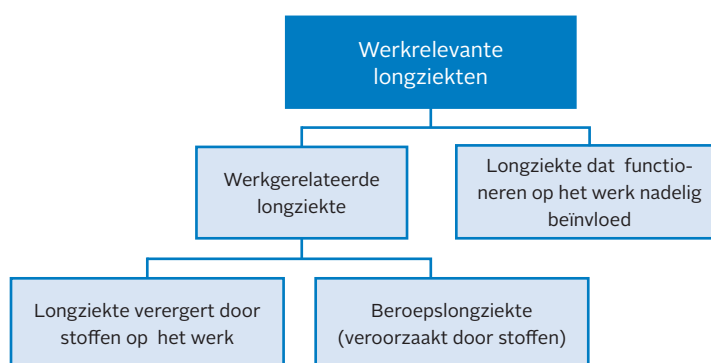 Werkrelevante
longziekten
Werkgerelateerde
longziekte
Longziekte dat functio-
neren op het werk nadelig
beïnvloed
Longziekte verergert door
stoffen op het werk
Beroepslongziekte
(veroorzaakt door stoffen)